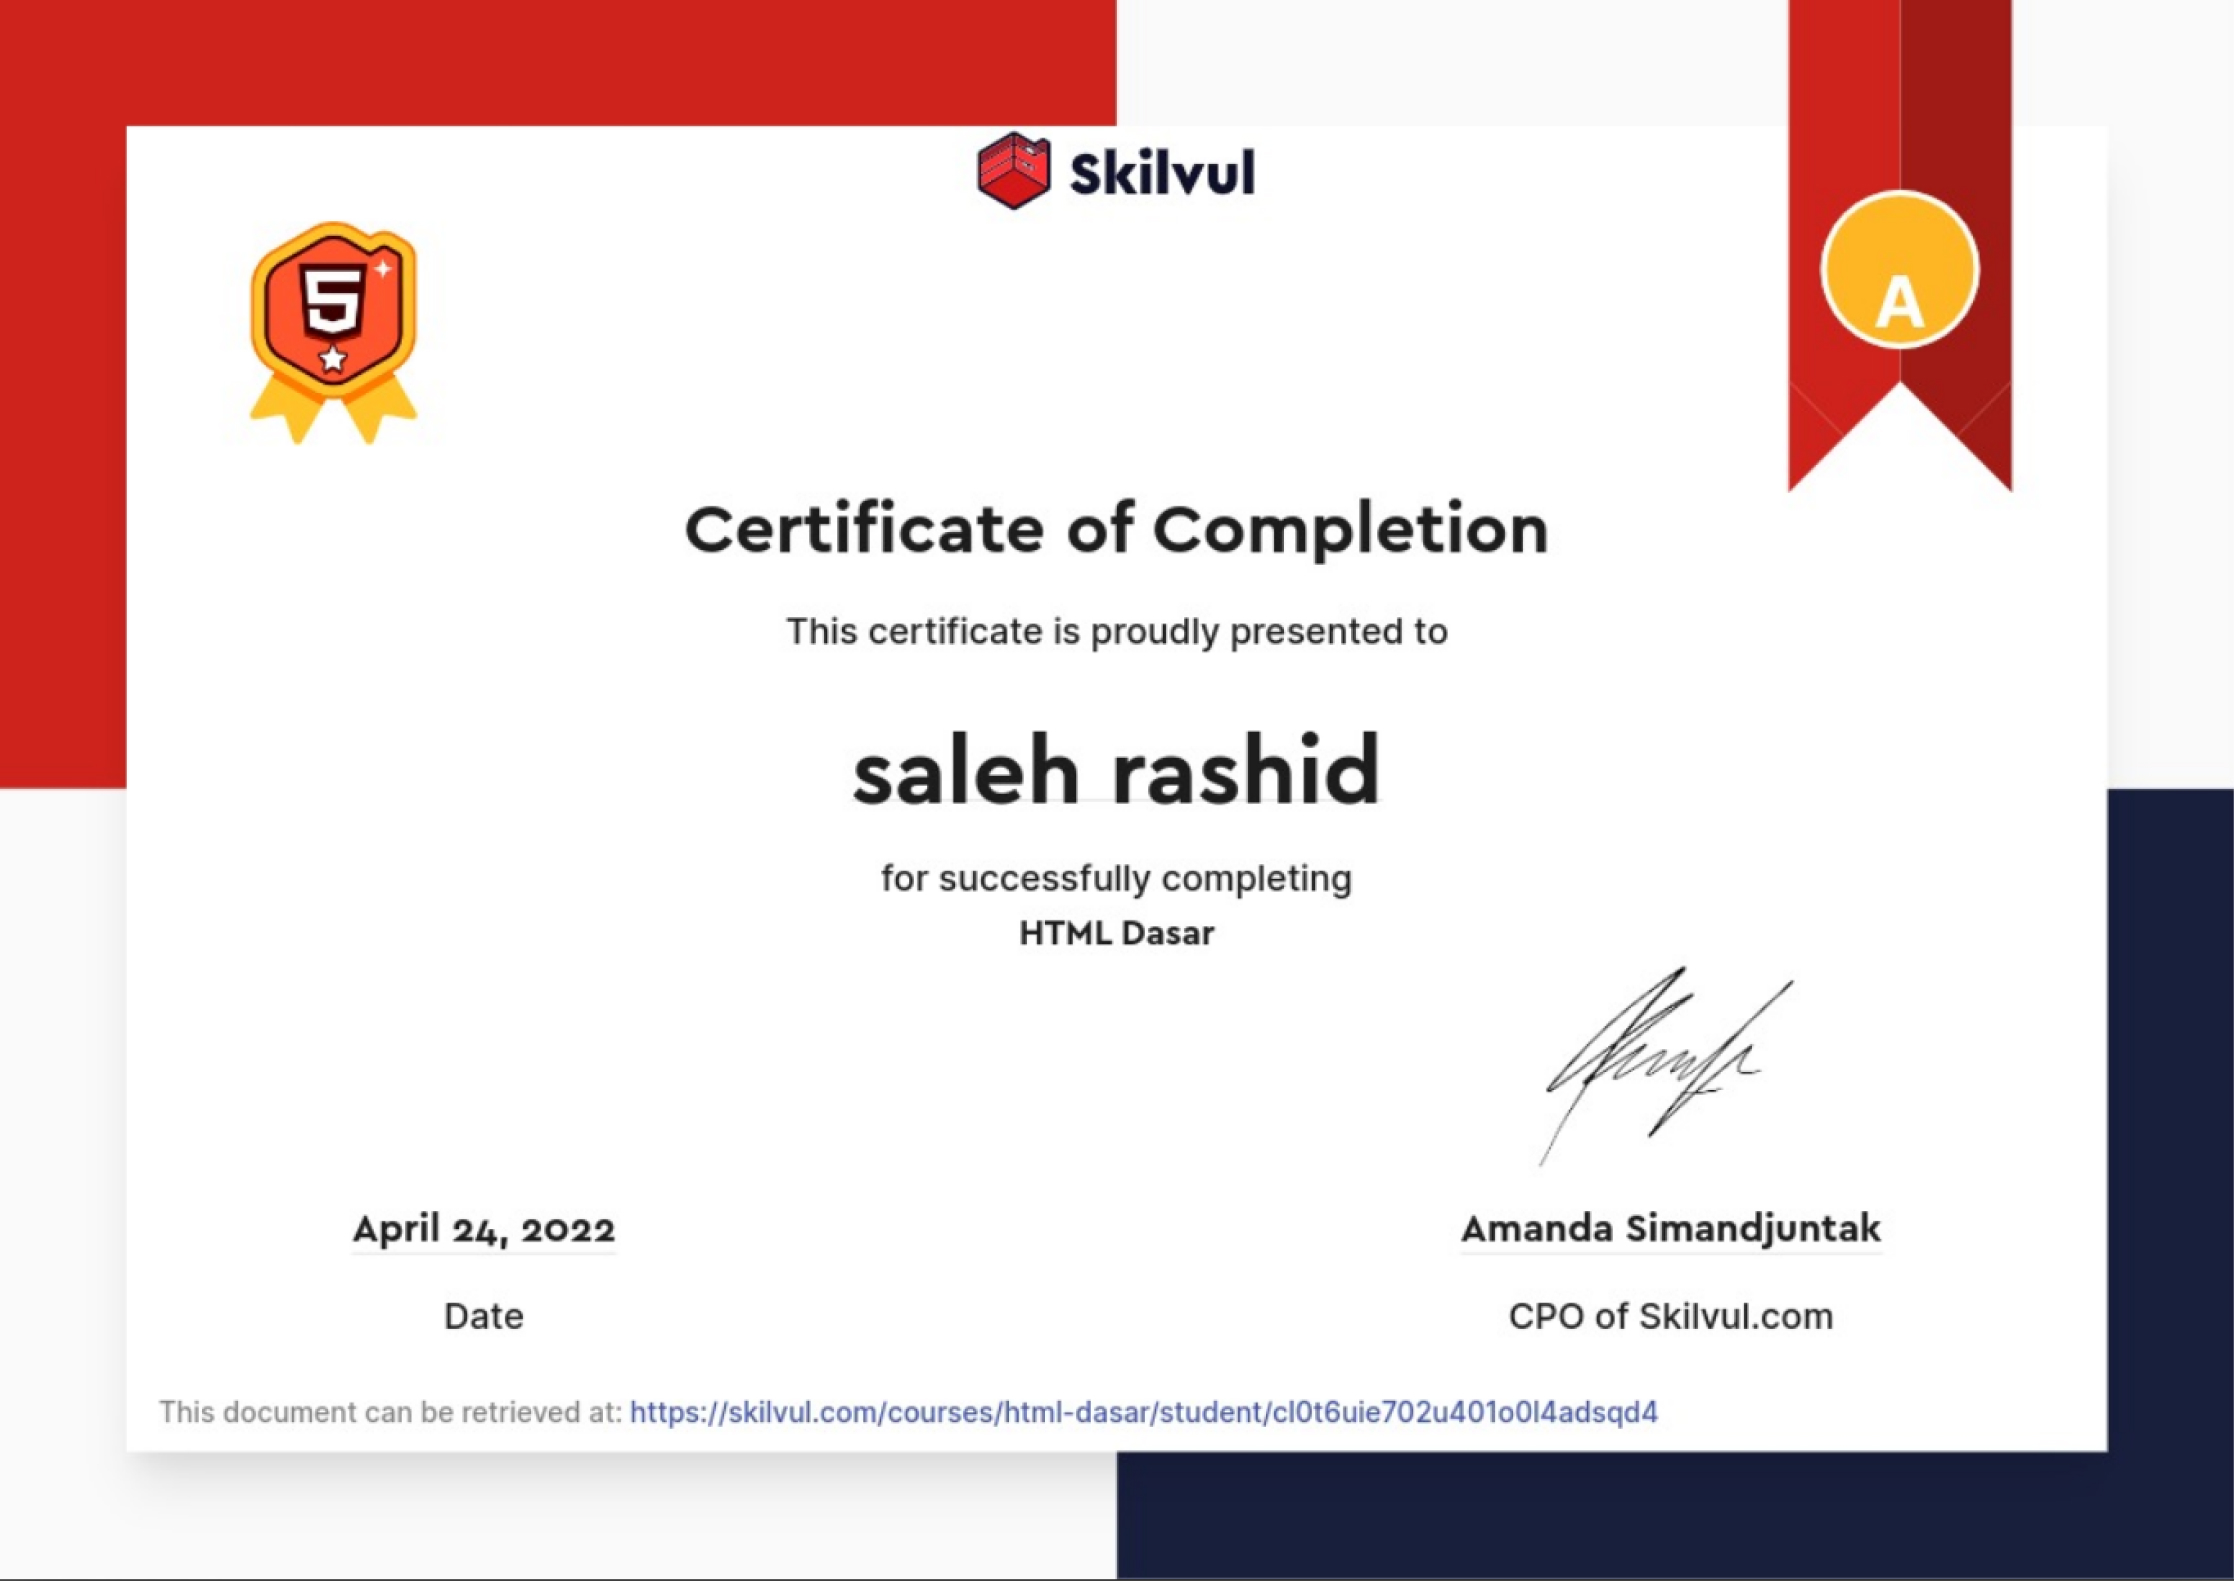 Skilvul
5
A
Certificate of Completion
This certificate is proudly presented to
saleh rashid
for successfully completing
HTML Dasar
April 24, 2022
Amanda Simandjuntak
Date
CPO of Skilvul.com
This document can be retrieved at: https://skilvul.com/courses/html-dasar/student/cl0t6uie702u401o0l4adsqd4